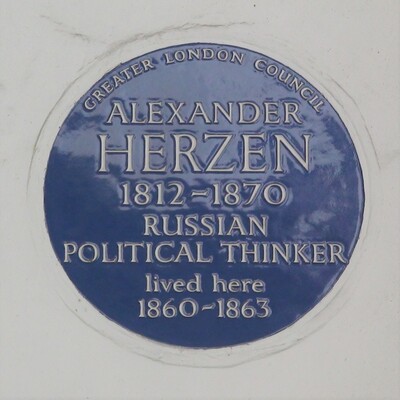 GREATER LONDON COUNCIL
ALEXANDER
HERZEN
1812-1870
RUSSIAN
POLITICAL THINKER
lived here
1860-1863